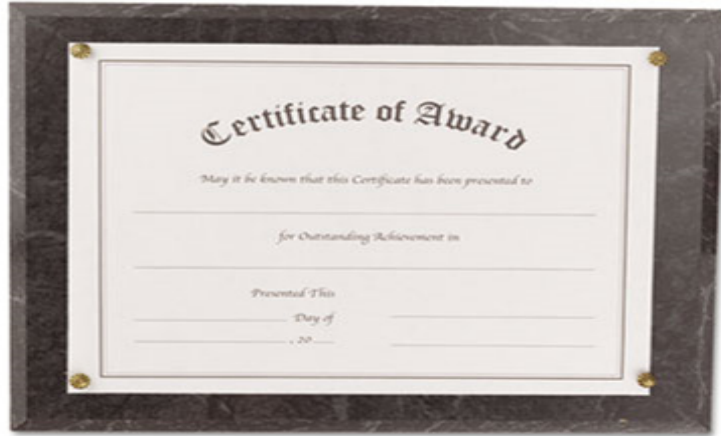 Certificate of Award
May it be known that this Certificate has been presented to
for Outstanding Achievement in
Presented This
Day of
, 20